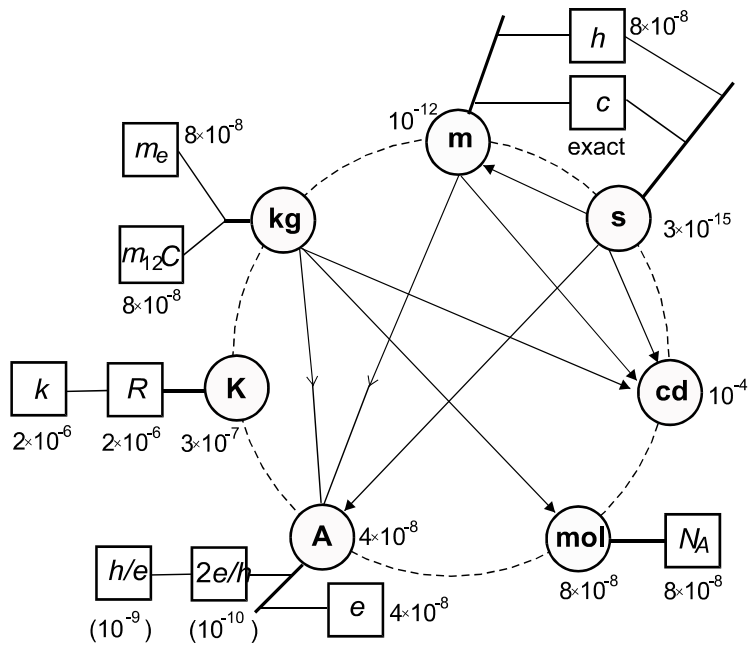 h
8×10⁻⁸
10⁻¹²
c
exact
m
mₑ
8×10⁻⁸
kg
s
3×10⁻¹⁵
m₁₂C
8×10⁻⁸
k
R
K
cd
10⁻⁴
2×10⁻⁶
2×10⁻⁶
3×10⁻⁷
A
4×10⁻⁸
mol
N_A
8×10⁻⁸
8×10⁻⁸
h/e
2e/h
e
4×10⁻⁸
(10⁻⁹)
(10⁻¹⁰)